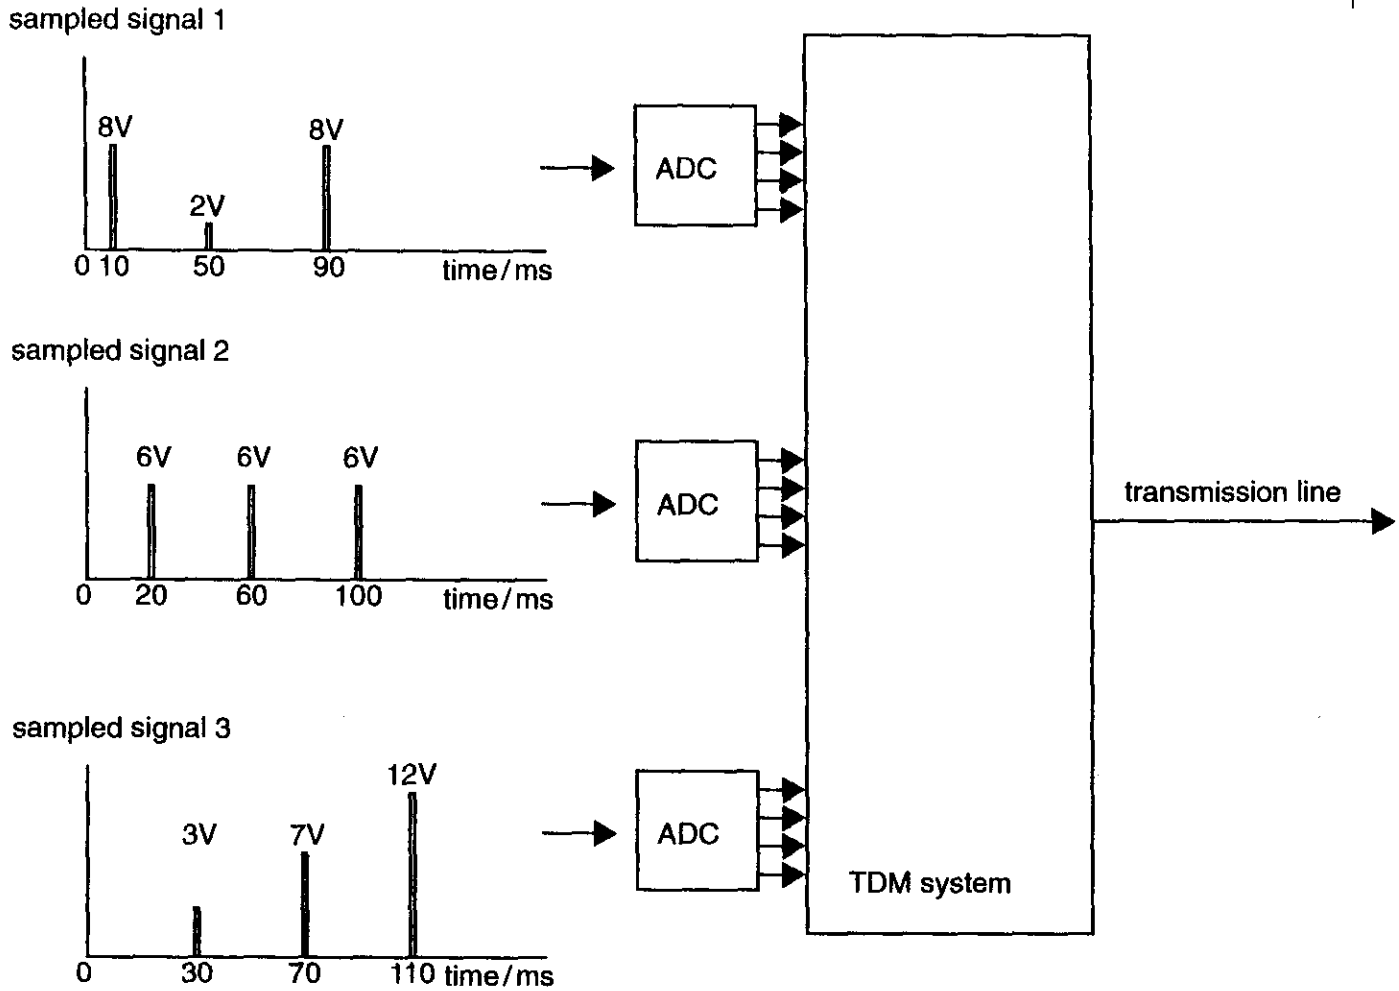 sampled signal 1
8V
2V
8V
ADC
0 10 50 90 time/ms
sampled signal 2
6V 6V 6V
ADC
transmission line
0 20 60 100 time/ms
sampled signal 3
3V 7V 12V
ADC
TDM system
0 30 70 110 time/ms